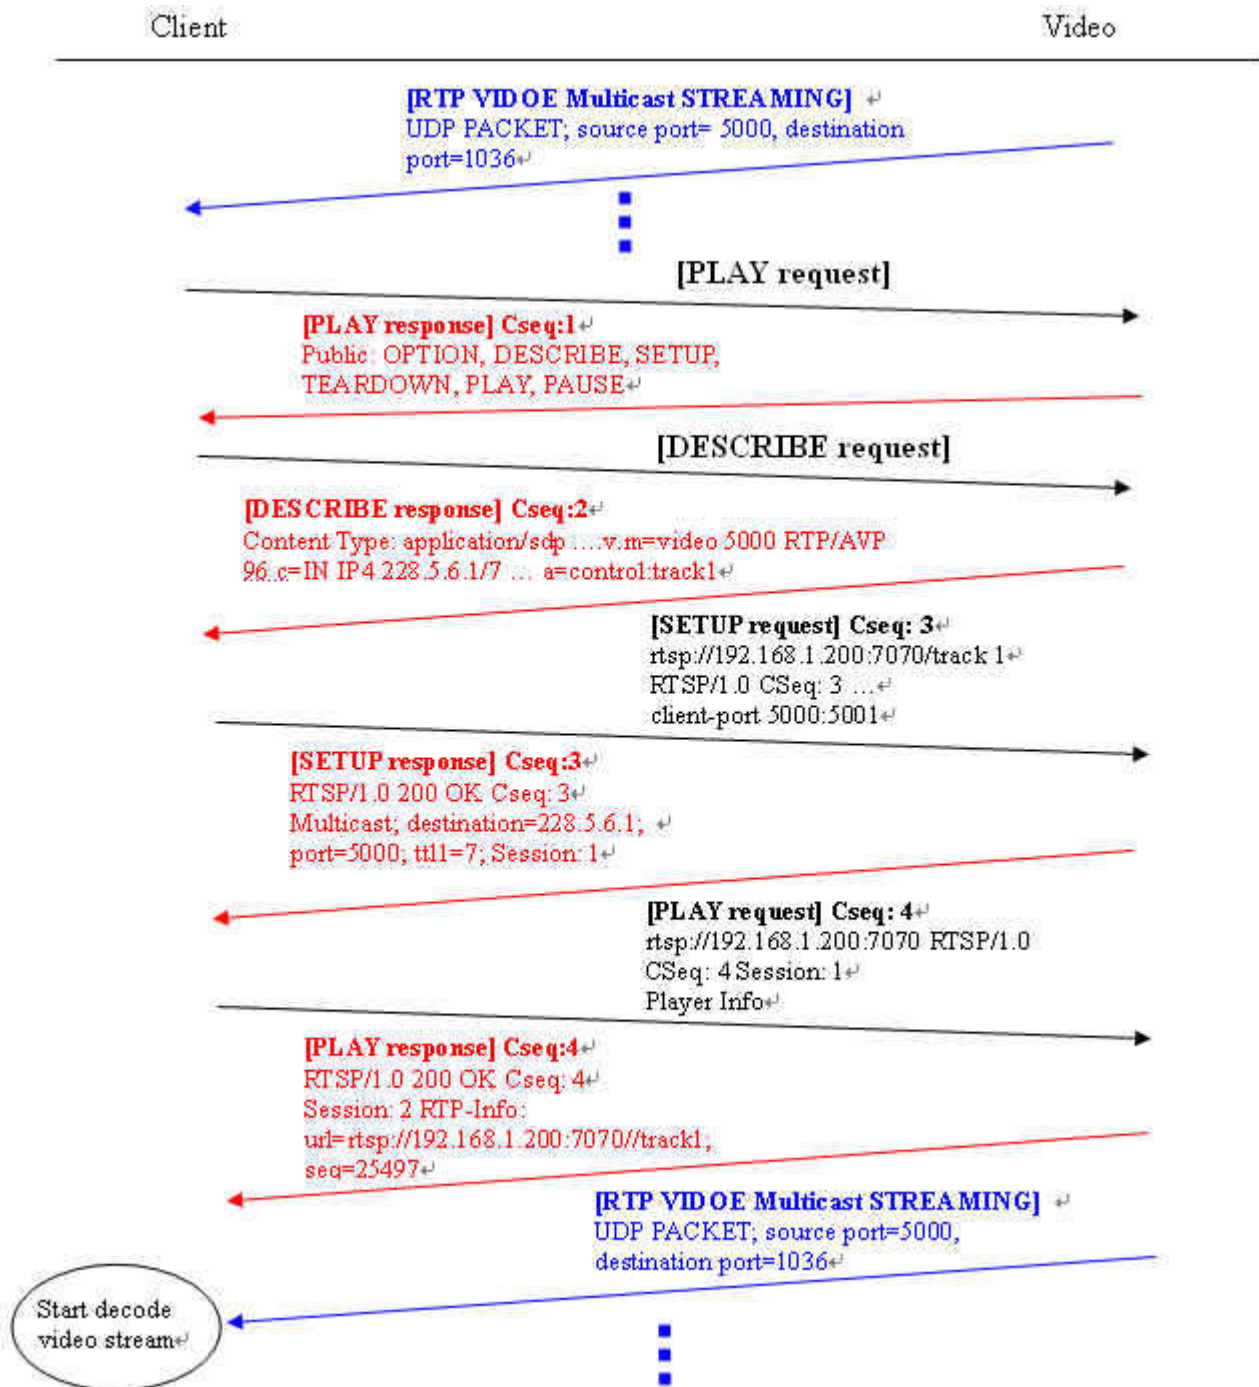 Client
Video
[RTP VIDOE Multicast STREAMING]
UDP PACKET; source port= 5000, destination
port=1036
[PLAY request]
[PLAY response] Cseq:1
Public: OPTION, DESCRIBE, SETUP,
TEARDOWN, PLAY, PAUSE
[DESCRIBE request]
[DESCRIBE response] Cseq:2
Content Type: application/sdp ....v.m=video 5000 RTP/AVP
96 c=IN IP4 228.5.6.1/7 ... a=control:track1
[SETUP request] Cseq: 3
rtsp://192.168.1.200:7070/track 1
RTSP/1.0 CSeq: 3 ...
client-port 5000:5001
[SETUP response] Cseq:3
RTSP/1.0 200 OK Cseq: 3
Multicast; destination=228.5.6.1;
port=5000; ttl1=7; Session: 1
[PLAY request] Cseq: 4
rtsp://192.168.1.200:7070 RTSP/1.0
CSeq: 4 Session: 1
Player Info
[PLAY response] Cseq:4
RTSP/1.0 200 OK Cseq: 4
Session: 2 RTP-Info:
url=rtsp://192.168.1.200:7070//track1;
seq=25497
[RTP VIDOE Multicast STREAMING]
UDP PACKET; source port=5000,
destination port=1036
Start decode
video stream